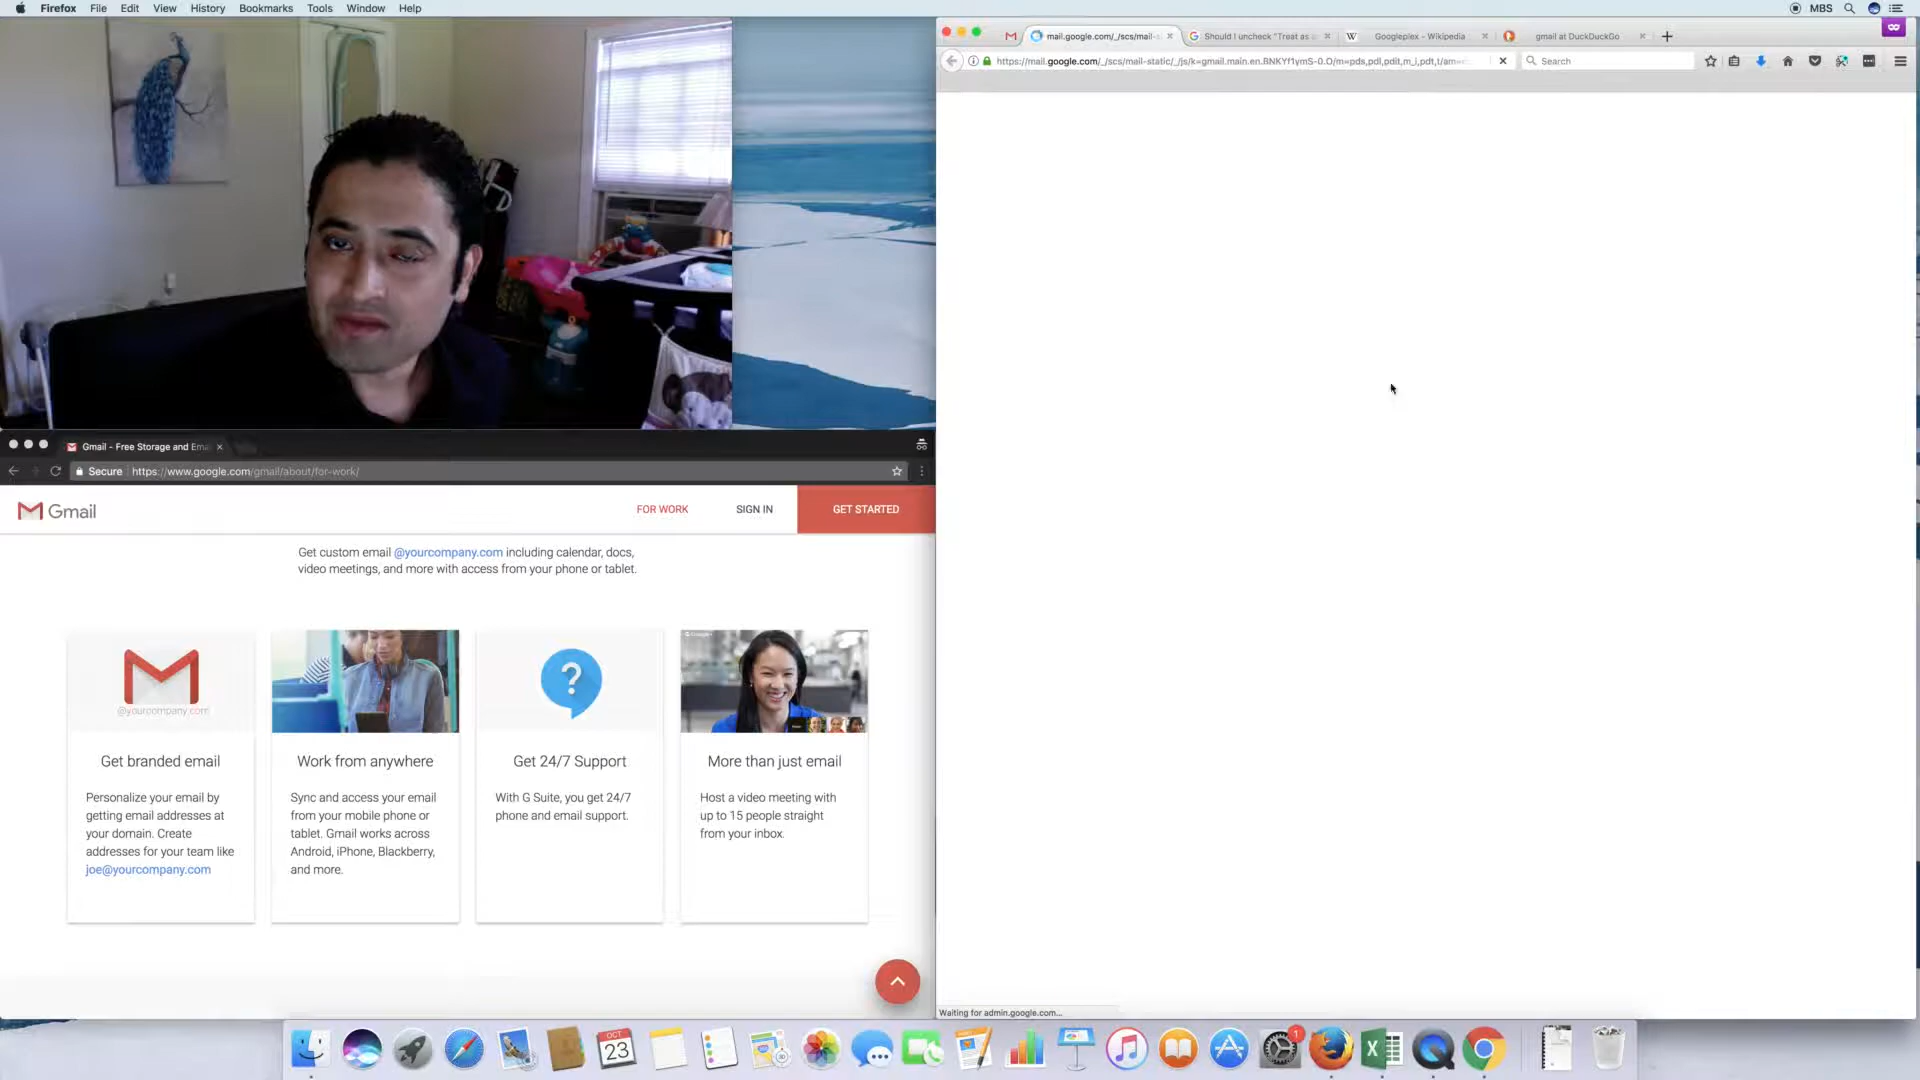 Firefox File Edit View History Bookmarks Tools Window Help
MBS
mail.google.com/_/scs/mail-s
Should I uncheck "Treat as a
Googleplex - Wikipedia
gmail at DuckDuckGo
https://mail.google.com/_/scs/mail-static/_/js/k=gmail.main.en.BNKYf1ymS-0.O/m=pds,pdl,pdit,m_i,pdt,t/am=
Search
Gmail - Free Storage and Ema
Secure https://www.google.com/gmail/about/for-work/
Gmail
FOR WORK
SIGN IN
GET STARTED
Get custom email @yourcompany.com including calendar, docs,
video meetings, and more with access from your phone or tablet.
@yourcompany.com
Get branded email
Personalize your email by
getting email addresses at
your domain. Create
addresses for your team like
joe@yourcompany.com
Work from anywhere
Sync and access your email
from your mobile phone or
tablet. Gmail works across
Android, iPhone, Blackberry,
and more.
?
Get 24/7 Support
With G Suite, you get 24/7
phone and email support.
More than just email
Host a video meeting with
up to 15 people straight
from your inbox.
Waiting for admin.google.com...
OCT
23
1